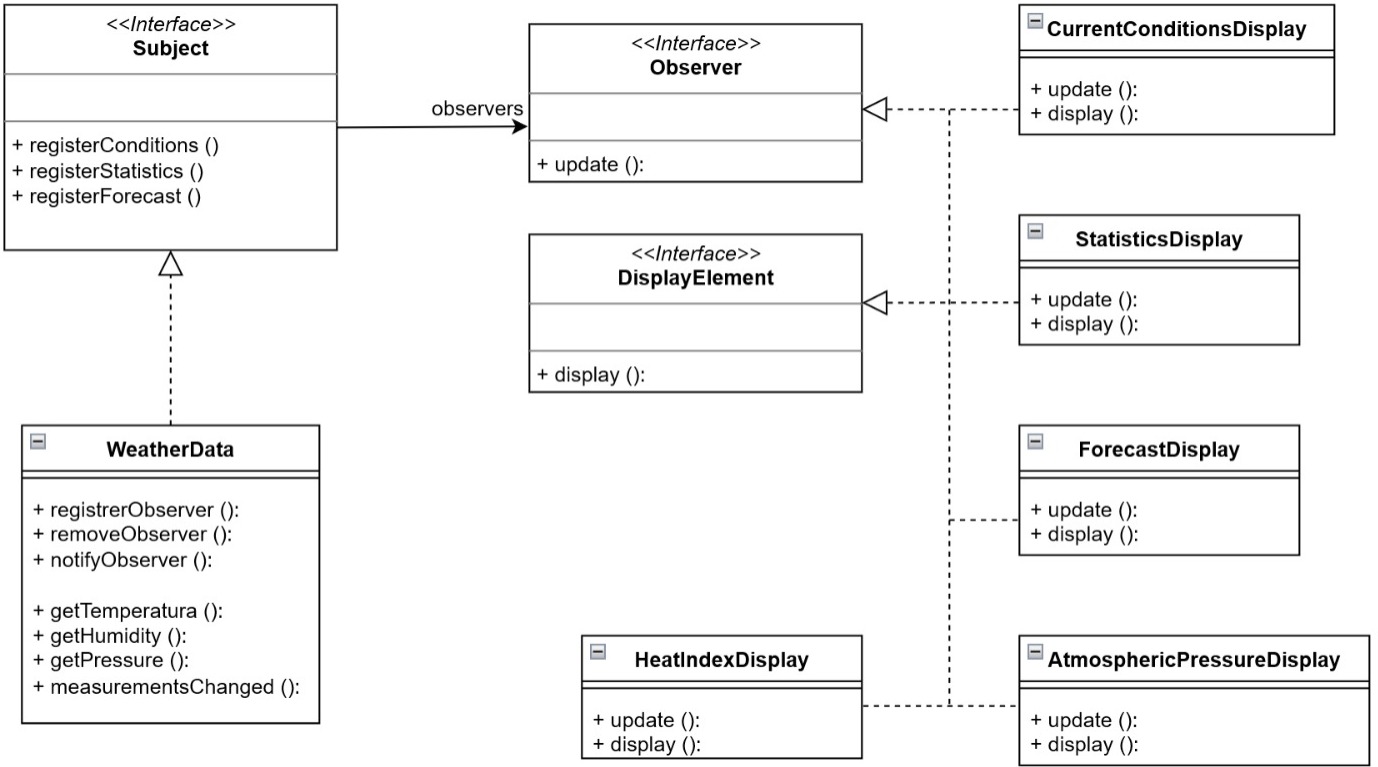 <<Interface>>
Subject
+ registerConditions ()
+ registerStatistics ()
+ registerForecast ()
observers
<<Interface>>
Observer
+ update ():
CurrentConditionsDisplay
+ update ():
+ display ():
<<Interface>>
DisplayElement
+ display ():
StatisticsDisplay
+ update ():
+ display ():
WeatherData
+ registrerObserver ():
+ removeObserver ():
+ notifyObserver ():
+ getTemperatura ():
+ getHumidity ():
+ getPressure ():
+ measurementsChanged ():
ForecastDisplay
+ update ():
+ display ():
HeatIndexDisplay
+ update ():
+ display ():
AtmosphericPressureDisplay
+ update ():
+ display ():